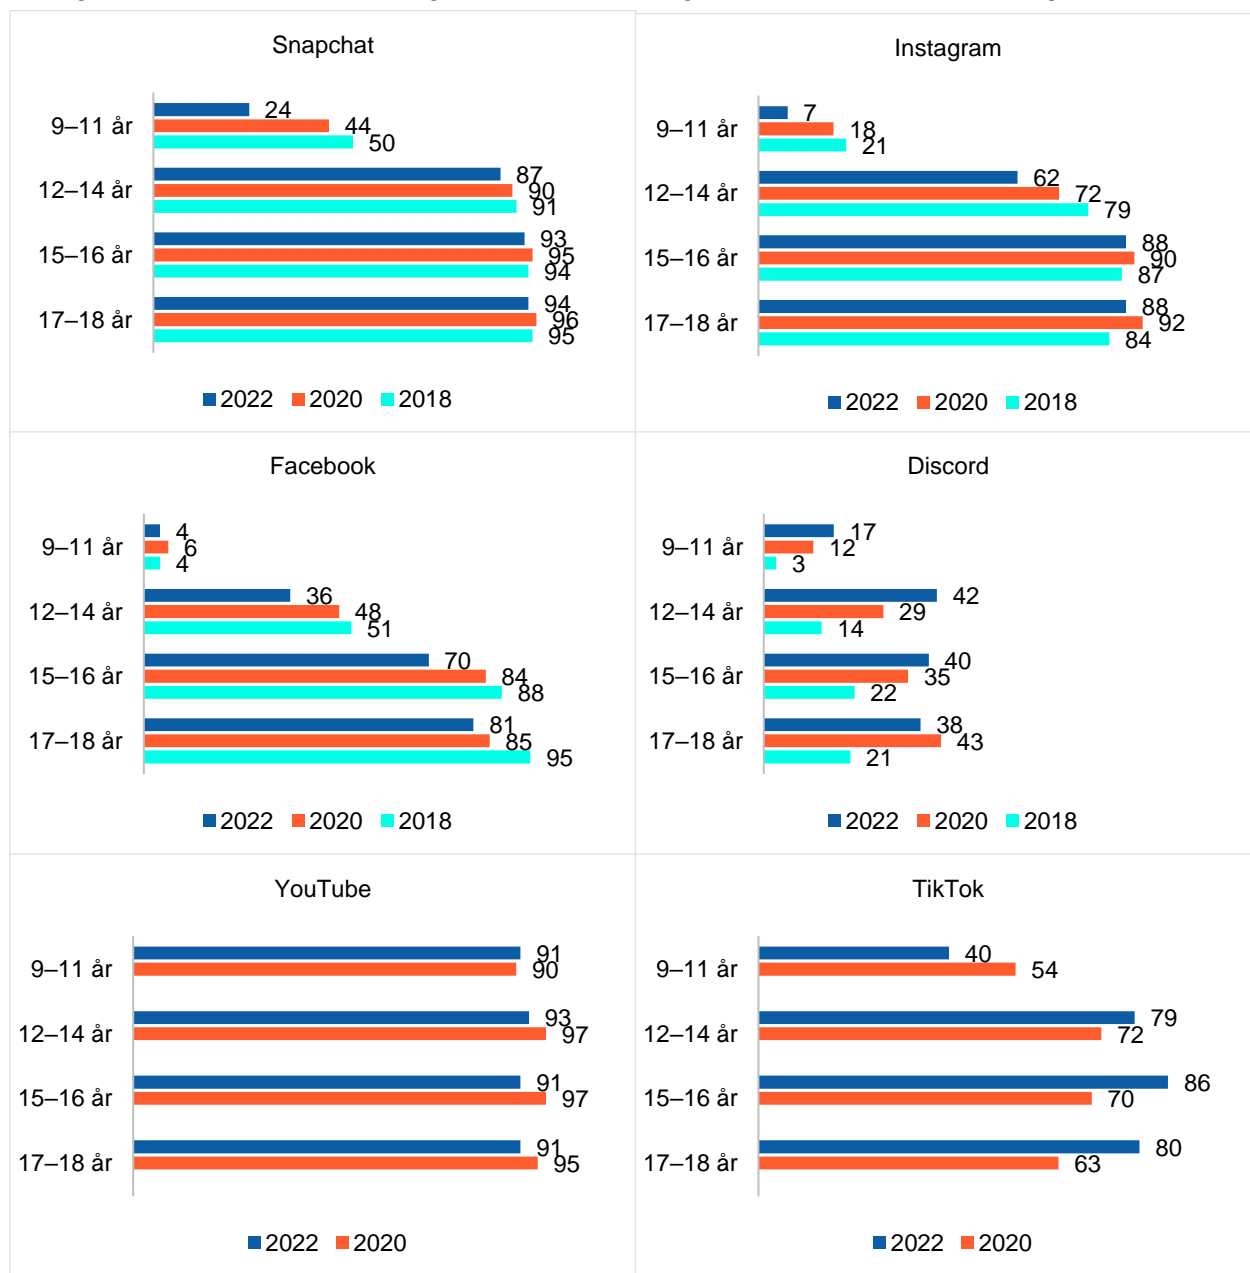 Snapchat
9–11 år
24
44
50
12–14 år
87
90
91
15–16 år
93
95
94
17–18 år
94
96
95
2022 2020 2018
Instagram
9–11 år
7
18
21
12–14 år
62
72
79
15–16 år
88
90
87
17–18 år
88
92
84
2022 2020 2018
Facebook
9–11 år
4
6
4
12–14 år
36
48
51
15–16 år
70
84
88
17–18 år
81
85
95
2022 2020 2018
Discord
9–11 år
17
12
3
12–14 år
42
29
14
15–16 år
40
35
22
17–18 år
38
43
21
2022 2020 2018
YouTube
9–11 år
91
90
12–14 år
93
97
15–16 år
91
97
17–18 år
91
95
2022 2020
TikTok
9–11 år
40
54
12–14 år
79
72
15–16 år
86
70
17–18 år
80
63
2022 2020